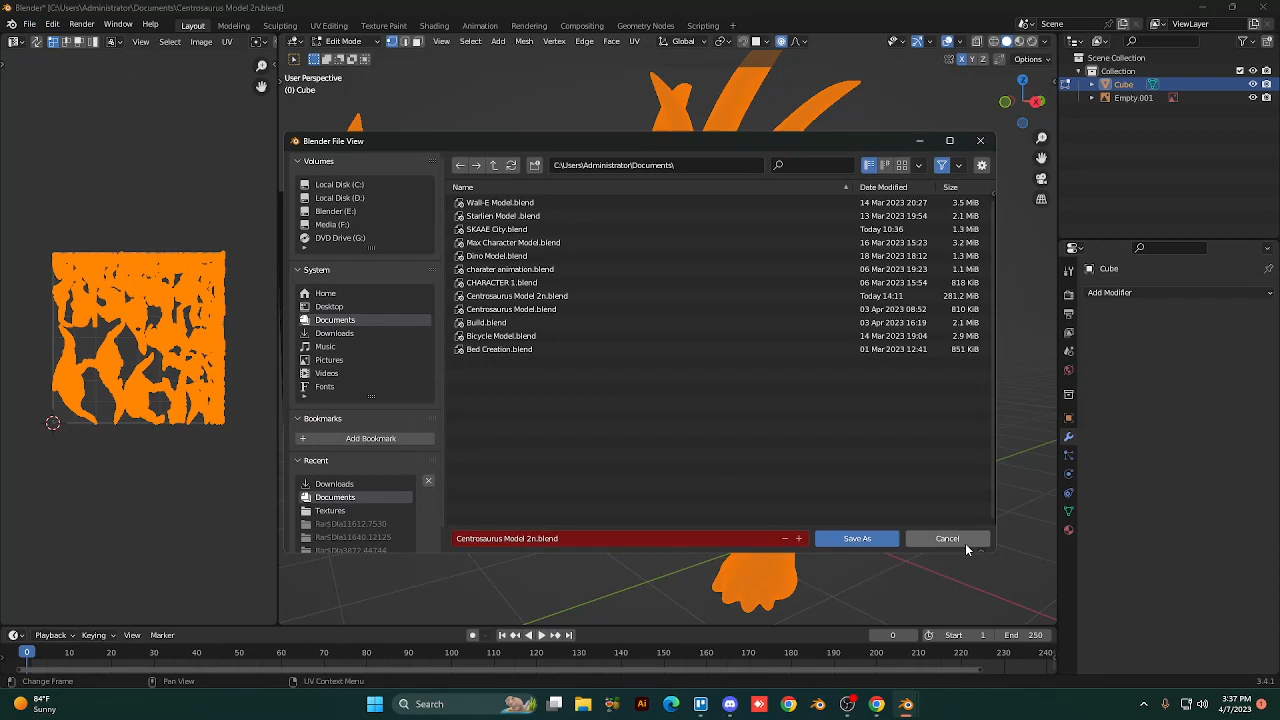 Blender* [C:\Users\Administrator\Documents\Centrosaurus Model 2n.blend]
File Edit Render Window Help Layout Modeling Sculpting UV Editing Texture Paint Shading Animation Rendering Compositing Geometry Nodes Scripting + Scene ViewLayer
View Select Image UV Edit Mode View Select Add Mesh Vertex Edge Face UV Global
X Y Z Options
User Perspective
(0) Cube
Scene Collection
Collection
Cube
Empty.001
Blender File View
Volumes
Local Disk (C:)
Local Disk (D:)
Blender (E:)
Media (F:)
DVD Drive (G:)
System
Home
Desktop
Documents
Downloads
Music
Pictures
Videos
Fonts
Bookmarks
Add Bookmark
Recent
Downloads
Documents
Textures
Rar$DIa11612.7530
Rar$DIa11640.12125
Rar$DIa3872.44744
C:\Users\Administrator\Documents\
Name Date Modified Size
Wall-E Model.blend 14 Mar 2023 20:27 3.5 MiB
Starlien Model .blend 13 Mar 2023 19:54 2.1 MiB
SKAAE City.blend Today 10:36 1.3 MiB
Max Character Model.blend 16 Mar 2023 15:23 3.2 MiB
Dino Model.blend 18 Mar 2023 18:12 1.3 MiB
charater animation.blend 06 Mar 2023 19:23 1.1 MiB
CHARACTER 1.blend 06 Mar 2023 15:54 818 KiB
Centrosaurus Model 2n.blend Today 14:11 281.2 MiB
Centrosaurus Model.blend 03 Apr 2023 08:52 810 KiB
Build.blend 03 Apr 2023 16:19 2.1 MiB
Bicycle Model.blend 14 Mar 2023 19:04 2.9 MiB
Bed Creation.blend 01 Mar 2023 12:41 851 KiB
Centrosaurus Model 2n.blend Save As Cancel
Cube
Add Modifier
Playback Keying View Marker 0 Start 1 End 250
0 10 20 30 40 50 60 70 80 90 100 110 120 130 140 150 160 170 180 190 200 210 220 230 240
Change Frame Pan View UV Context Menu 3.4.1
84°F
Sunny
Search
3:37 PM
4/7/2023